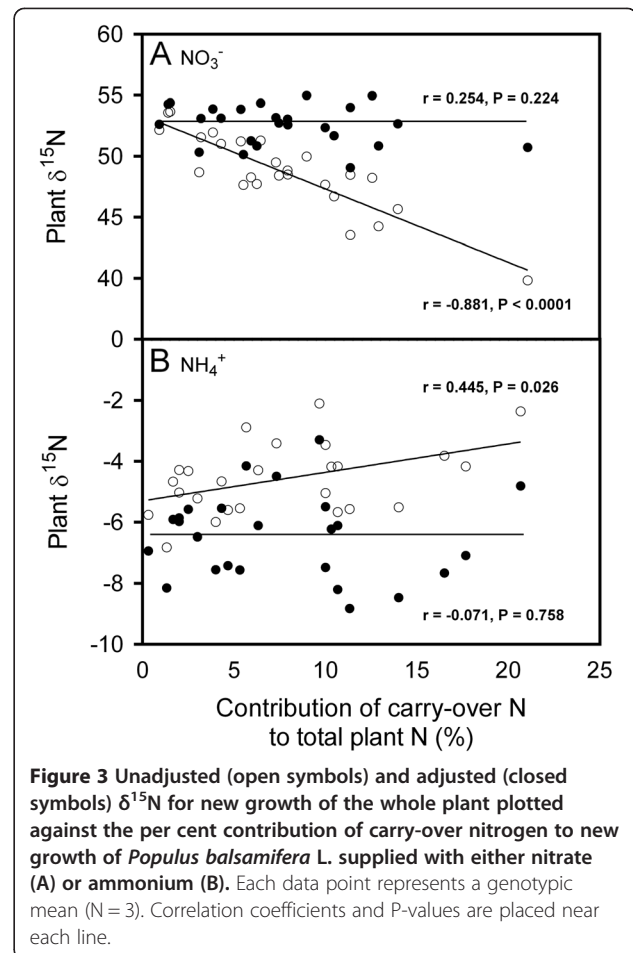 A NO₃⁻
60
55
50
45
40
0
Plant δ¹⁵N
r = 0.254, P = 0.224
r = -0.881, P < 0.0001
B NH₄⁺
-2
-4
-6
-8
-10
Plant δ¹⁵N
r = 0.445, P = 0.026
r = -0.071, P = 0.758
0 5 10 15 20 25
Contribution of carry-over N
to total plant N (%)
Figure 3 Unadjusted (open symbols) and adjusted (closed
symbols) δ¹⁵N for new growth of the whole plant plotted
against the per cent contribution of carry-over nitrogen to new
growth of Populus balsamifera L. supplied with either nitrate
(A) or ammonium (B). Each data point represents a genotypic
mean (N = 3). Correlation coefficients and P-values are placed near
each line.